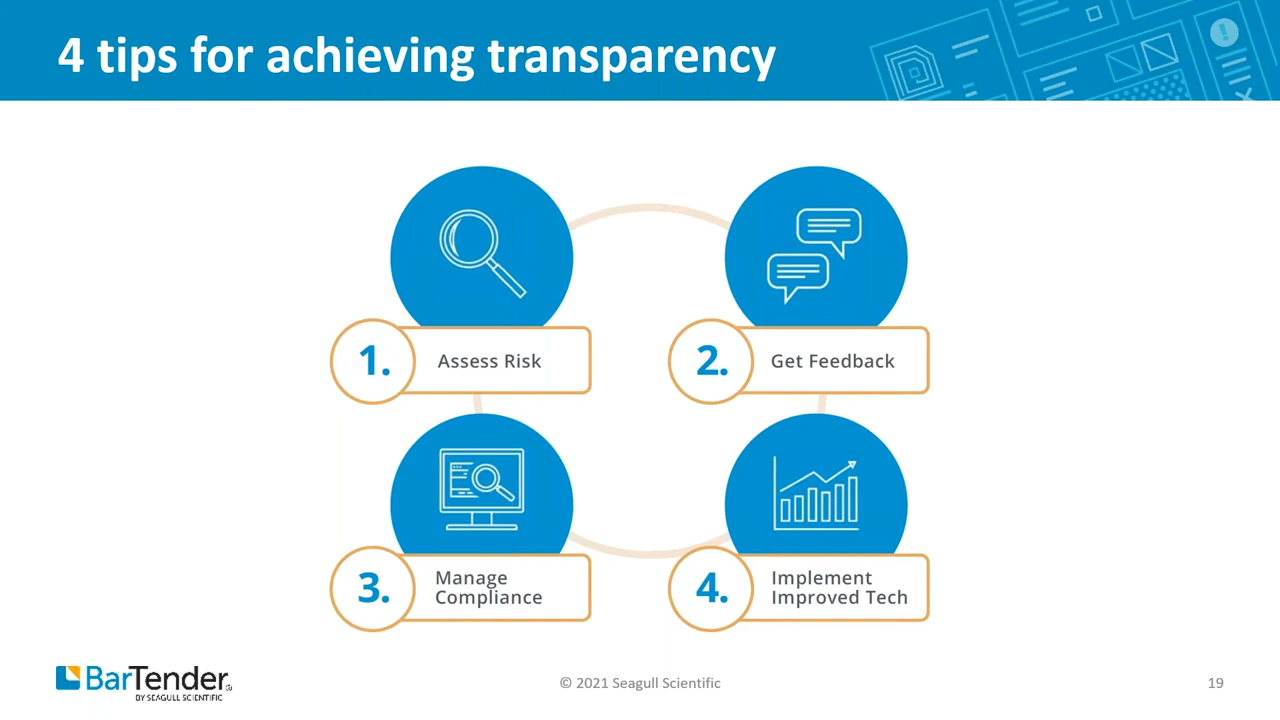 4 tips for achieving transparency
1.
Assess Risk
2.
Get Feedback
3.
Manage
Compliance
4.
Implement
Improved Tech
BarTender®
BY SEAGULL SCIENTIFIC
© 2021 Seagull Scientific
19